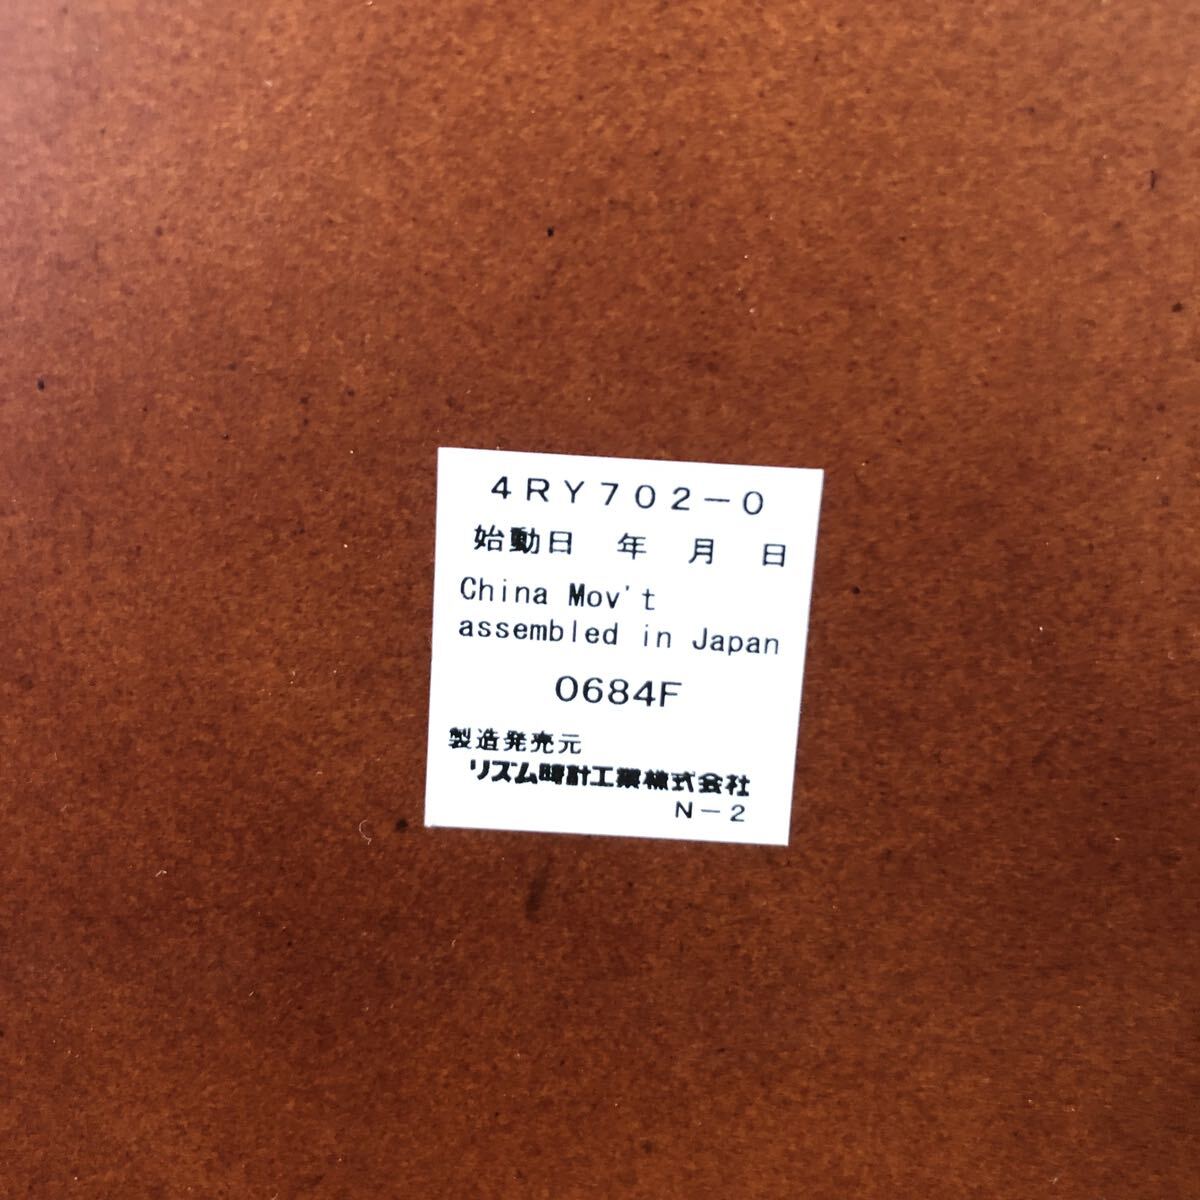 4RY702-0
始動日 年 月 日
China Mov't
assembled in Japan
0684F
製造発売元
リズム時計工業株式会社
N-2